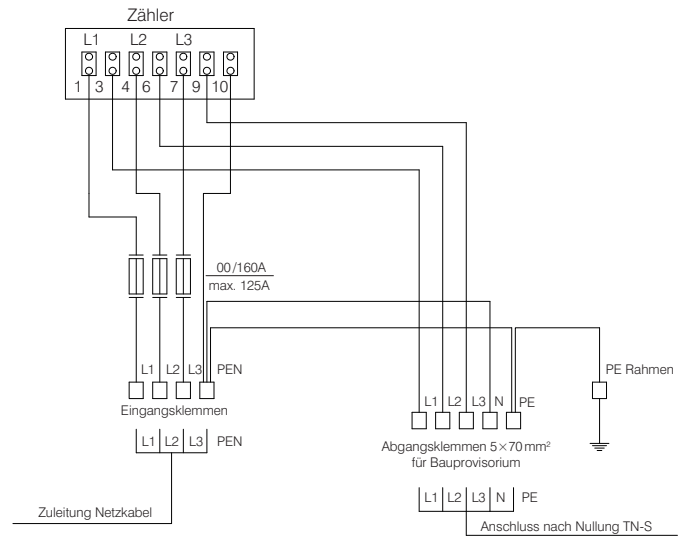 Zähler
L1 L2 L3
1 3 4 6 7 9 10
00/160A
max. 125A
L1 L2 L3 PEN
Eingangsklemmen
L1 L2 L3 PEN
Zuleitung Netzkabel
PE Rahmen
L1 L2 L3 N PE
Abgangsklemmen 5×70mm²
für Bauprovisorium
L1 L2 L3 N PE
Anschluss nach Nullung TN-S